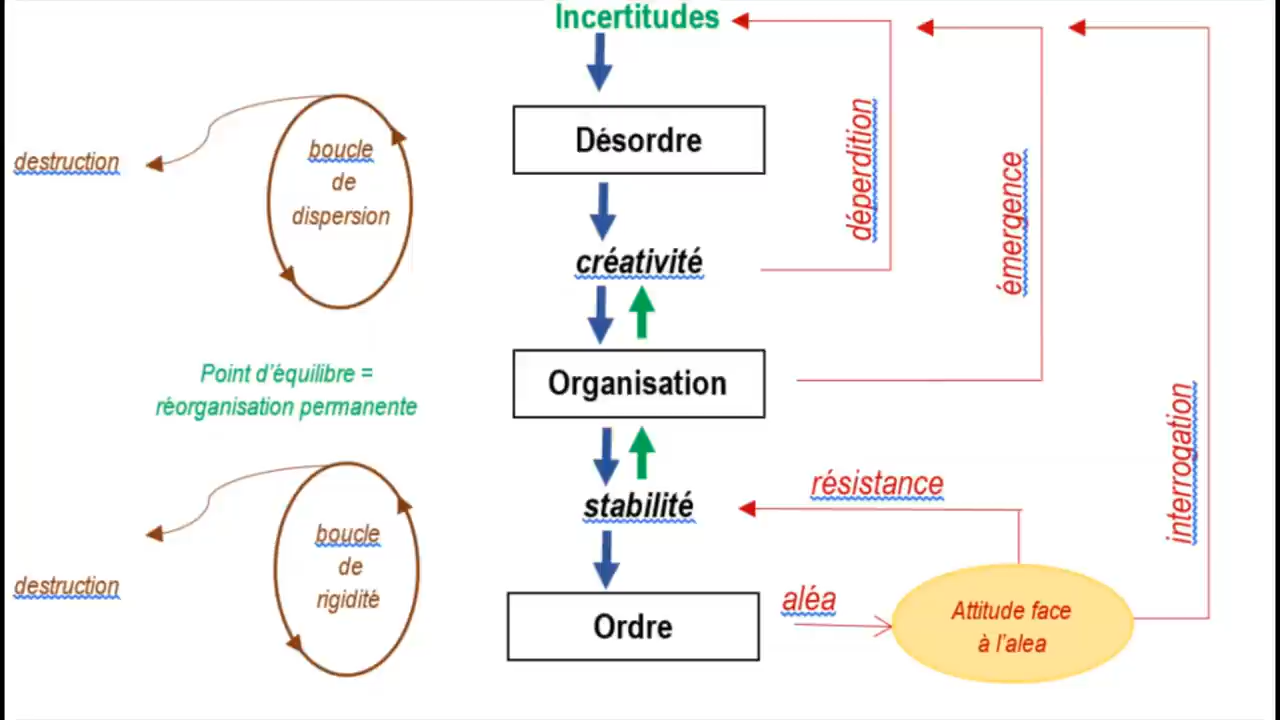 Incertitudes
Désordre
créativité
Organisation
stabilité
Ordre
destruction
boucle
de
dispersion
Point d'équilibre =
réorganisation permanente
destruction
boucle
de
rigidité
déperdition
émergence
interrogation
résistance
aléa
Attitude face
à l'alea